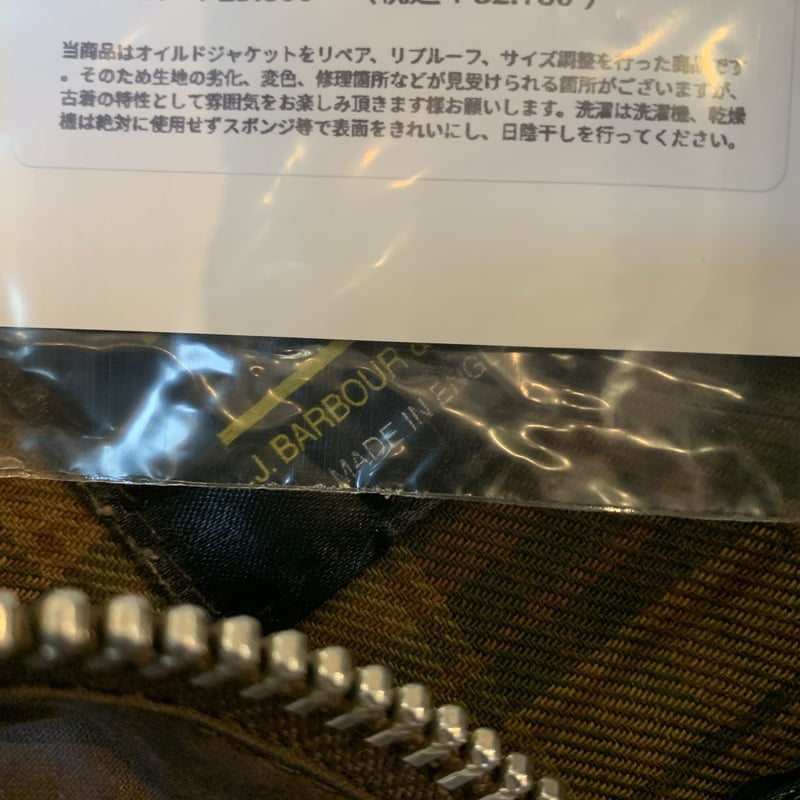 当商品はオイルドジャケットをリペア、リプルーフ、サイズ調整を行った商品です
。そのため生地の劣化、変色、修理箇所などが見受けられる箇所がございますが、
古着の特性として雰囲気をお楽しみ頂きます様お願いします。洗濯は洗濯機、乾燥
機は絶対に使用せずスポンジ等で表面をきれいにし、日陰干しを行ってください。
J. BARBOUR &
MADE IN ENG